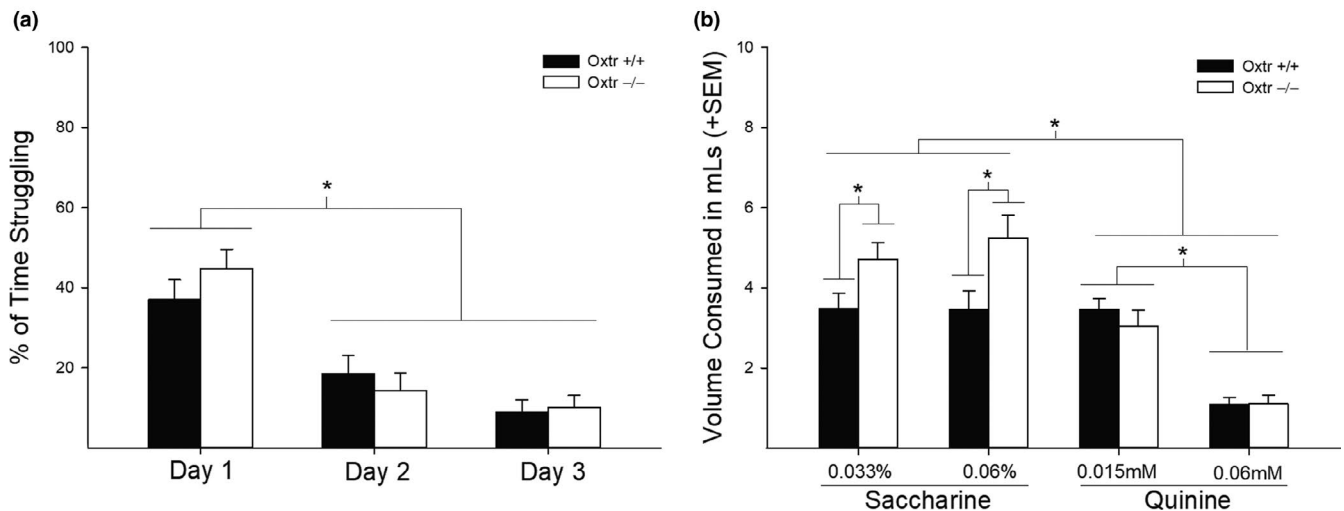 (a)
% of Time Struggling
100
80
60
40
20
Oxtr +/+
Oxtr −/−
*
Day 1 Day 2 Day 3
(b)
Volume Consumed in mLs (+SEM)
10
8
6
4
2
Oxtr +/+
Oxtr −/−
*
* *
*
0.033% 0.06% 0.015mM 0.06mM
Saccharine Quinine